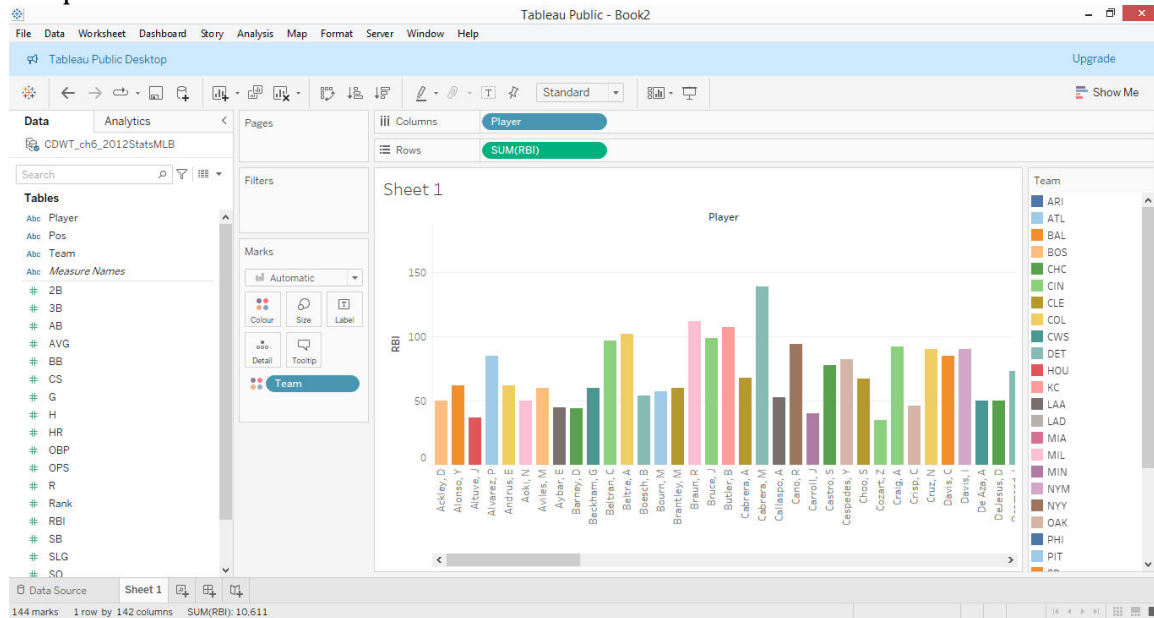 Tableau Public - Book2
File Data Worksheet Dashboard Story Analysis Map Format Server Window Help
Tableau Public Desktop
Upgrade
Standard
Show Me
Data
Analytics
CDWT_ch6_2012StatsMLB
Search
Tables
Abc Player
Abc Pos
Abc Team
Abc Measure Names
# 2B
# 3B
# AB
# AVG
# BB
# CS
# G
# H
# HR
# OBP
# OPS
# R
# Rank
# RBI
# SB
# SLG
# SO
Pages
Filters
Marks
Automatic
Colour
Size
Label
Detail
Tooltip
Team
iii Columns
Player
Rows
SUM(RBI)
Sheet 1
Player
RBI
150
100
50
0
Ackley, D
Alonso, Y
Altuve, J
Alvarez, P
Andrus, E
Aoki, N
Aviles, M
Aybar, E
Barney, D
Beckham, G
Beltran, C
Beltre, A
Boesch, B
Bourn, M
Brantley, M
Braun, R
Bruce, J
Butler, B
Cabrera, A
Cabrera, M
Callaspo, A
Cano, R
Carroll, J
Castro, S
Cespedes, Y
Choo, S
Cozart, Z
Craig, A
Crisp, C
Cruz, N
Davis, C
Davis, I
De Aza, A
DeJesus, D
Team
ARI
ATL
BAL
BOS
CHC
CIN
CLE
COL
CWS
DET
HOU
KC
LAA
LAD
MIA
MIL
MIN
NYM
NYY
OAK
PHI
PIT
Data Source
Sheet 1
144 marks 1 row by 142 columns SUM(RBI): 10,611